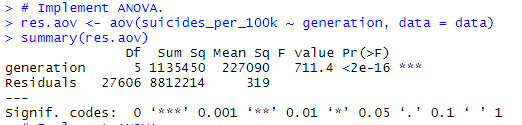 > # Implement ANOVA.
> res.aov <- aov(suicides_per_100k ~ generation, data = data)
> summary(res.aov)
Df Sum Sq Mean Sq F value Pr(>F)
generation 5 1135450 227090 711.4 <2e-16 ***
Residuals 27606 8812214 319
---
Signif. codes: 0 ‘***’ 0.001 ‘**’ 0.01 ‘*’ 0.05 ‘.’ 0.1 ‘ ’ 1